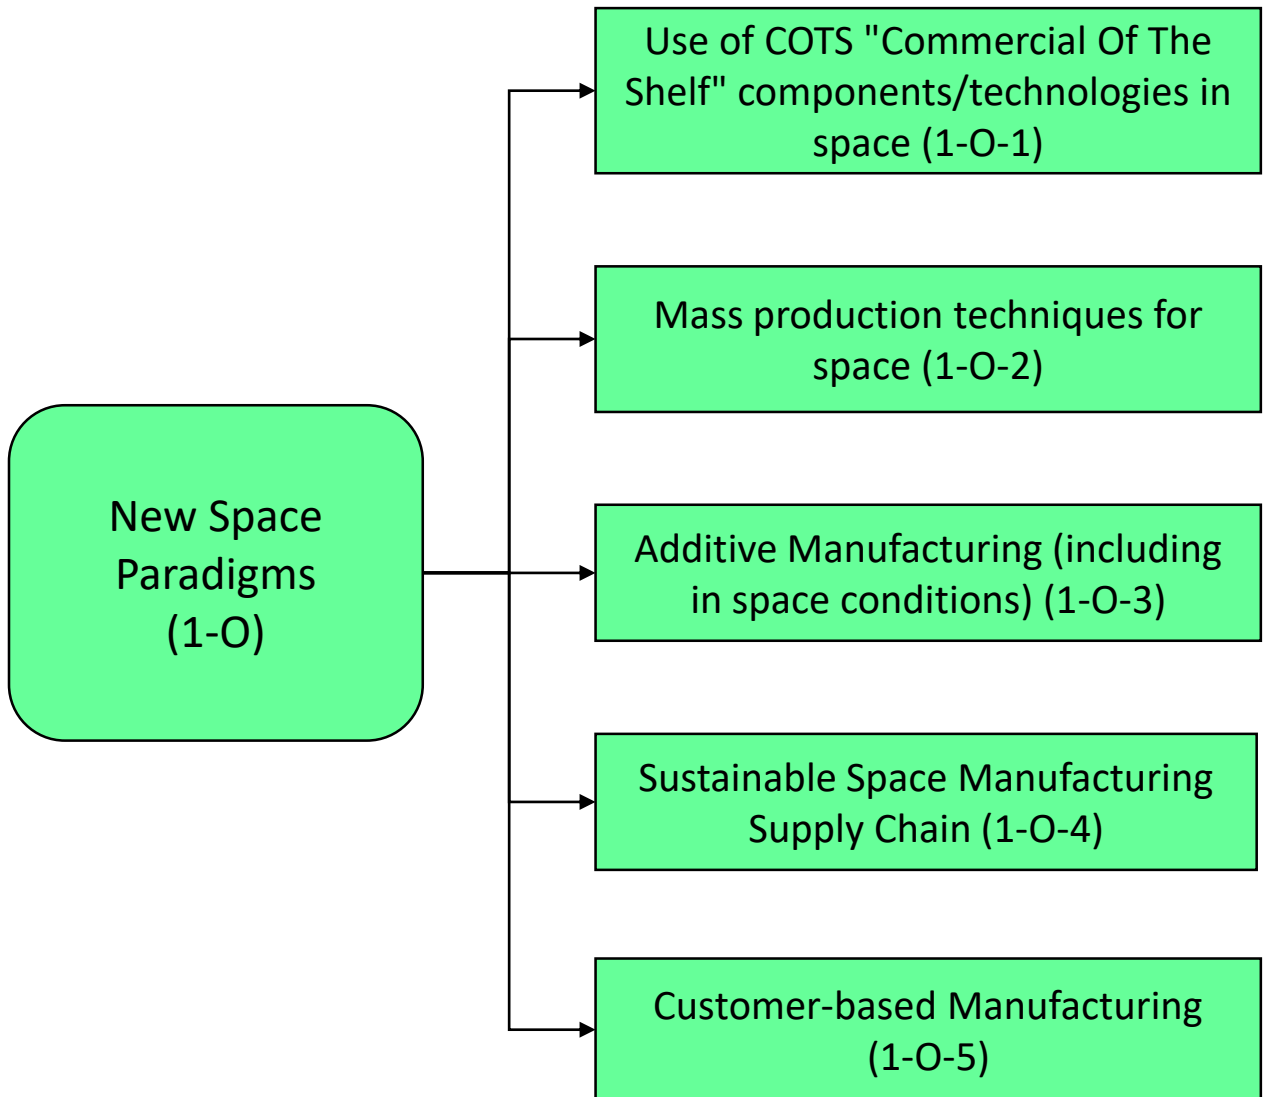 Use of COTS "Commercial Of The
Shelf" components/technologies in
space (1-O-1)
Mass production techniques for
space (1-O-2)
New Space
Paradigms
(1-O)
Additive Manufacturing (including
in space conditions) (1-O-3)
Sustainable Space Manufacturing
Supply Chain (1-O-4)
Customer-based Manufacturing
(1-O-5)